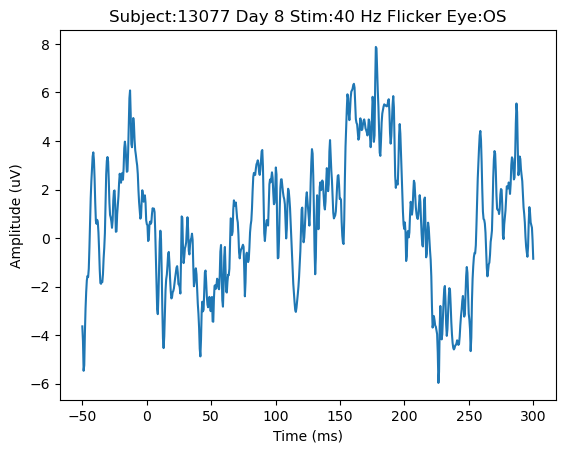 Subject:13077 Day 8 Stim:40 Hz Flicker Eye:OS
8
6
4
2
0
−2
−4
−6
Amplitude (uV)
−50 0 50 100 150 200 250 300
Time (ms)